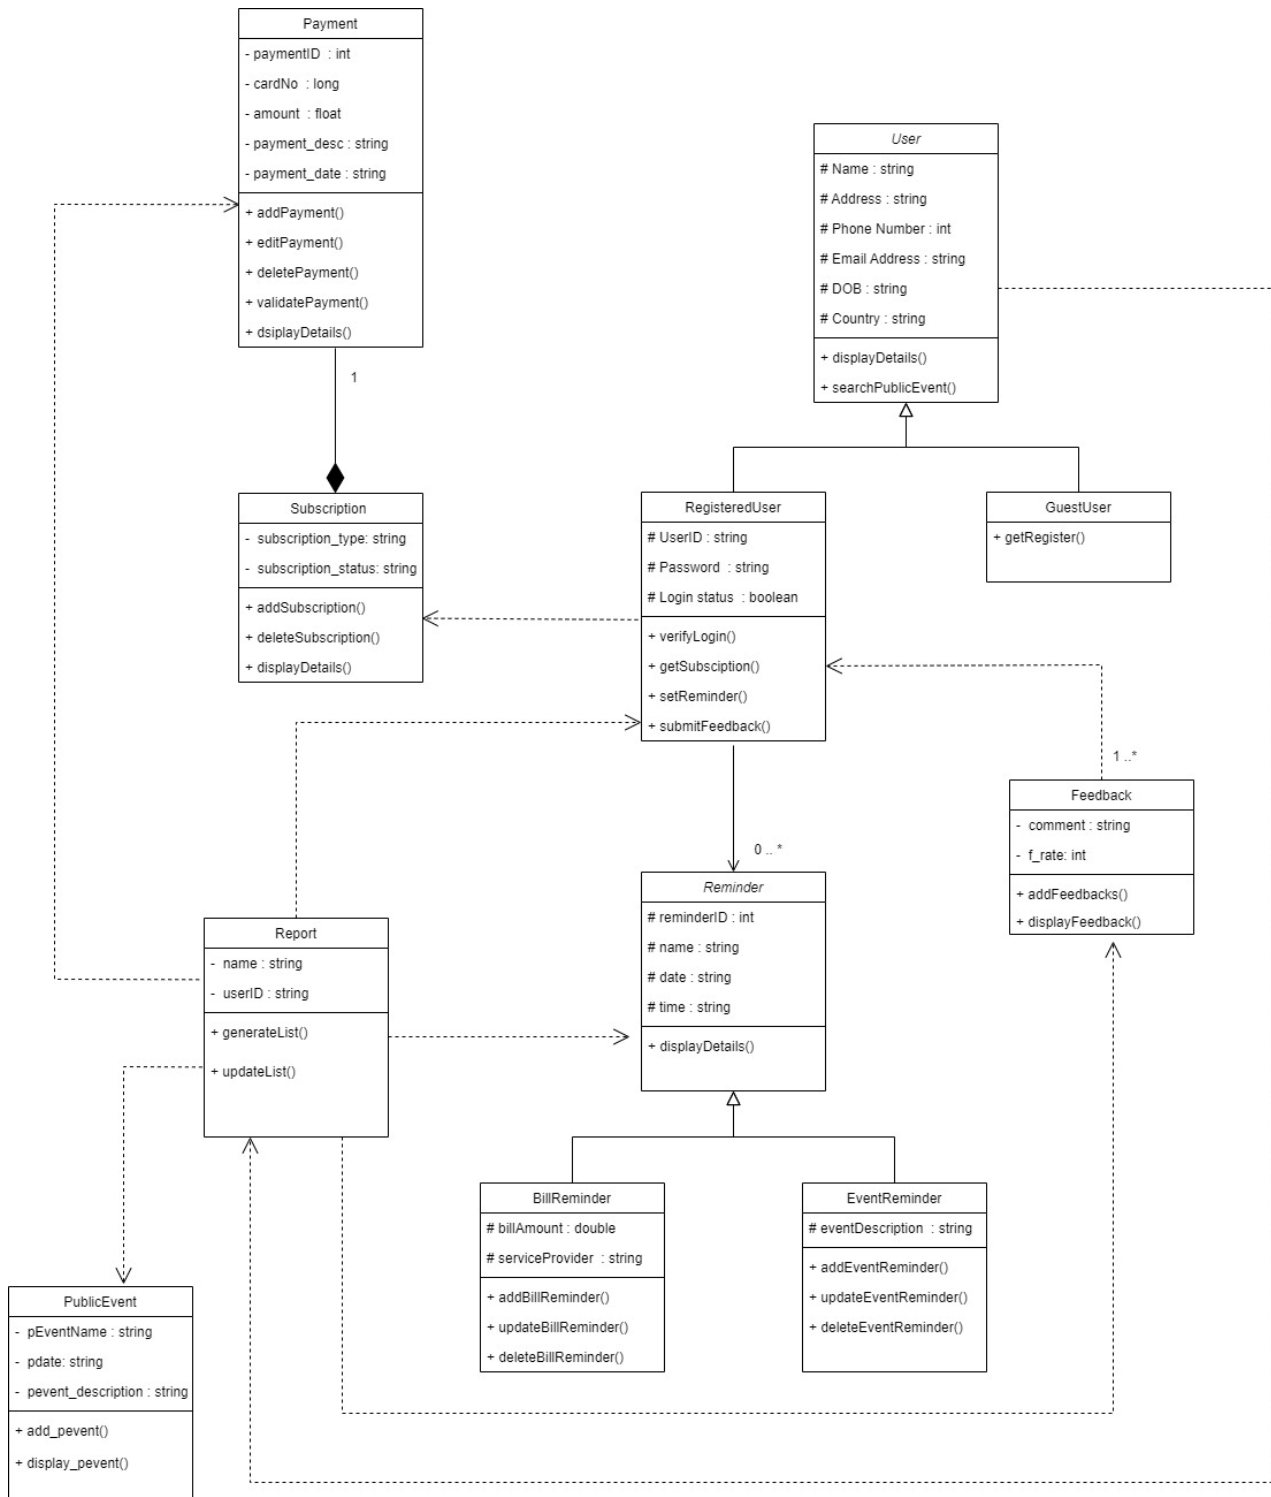 Payment
- paymentID : int
- cardNo : long
- amount : float
- payment_desc : string
- payment_date : string
+ addPayment()
+ editPayment()
+ deletePayment()
+ validatePayment()
+ dsiplayDetails()
1
User
# Name : string
# Address : string
# Phone Number : int
# Email Address : string
# DOB : string
# Country : string
+ displayDetails()
+ searchPublicEvent()
Subscription
- subscription_type: string
- subscription_status: string
+ addSubscription()
+ deleteSubscription()
+ displayDetails()
RegisteredUser
# UserID : string
# Password : string
# Login status : boolean
+ verifyLogin()
+ getSubsciption()
+ setReminder()
+ submitFeedback()
GuestUser
+ getRegister()
1 ..*
Feedback
- comment : string
- f_rate: int
+ addFeedbacks()
+ displayFeedback()
0 .. *
Reminder
# reminderID : int
# name : string
# date : string
# time : string
+ displayDetails()
Report
- name : string
- userID : string
+ generateList()
+ updateList()
BillReminder
# billAmount : double
# serviceProvider : string
+ addBillReminder()
+ updateBillReminder()
+ deleteBillReminder()
EventReminder
# eventDescription : string
+ addEventReminder()
+ updateEventReminder()
+ deleteEventReminder()
PublicEvent
- pEventName : string
- pdate: string
- pevent_description : string
+ add_pevent()
+ display_pevent()